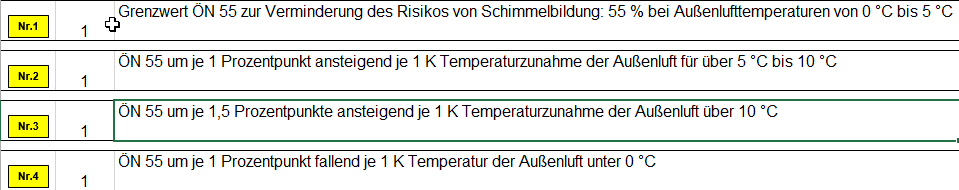 Nr.1 1 Grenzwert ÖN 55 zur Verminderung des Risikos von Schimmelbildung: 55 % bei Außenlufttemperaturen von 0 °C bis 5 °C
Nr.2 1 ÖN 55 um je 1 Prozentpunkt ansteigend je 1 K Temperaturzunahme der Außenluft für über 5 °C bis 10 °C
Nr.3 1 ÖN 55 um je 1,5 Prozentpunkte ansteigend je 1 K Temperaturzunahme der Außenluft über 10 °C
Nr.4 1 ÖN 55 um je 1 Prozentpunkt fallend je 1 K Temperatur der Außenluft unter 0 °C